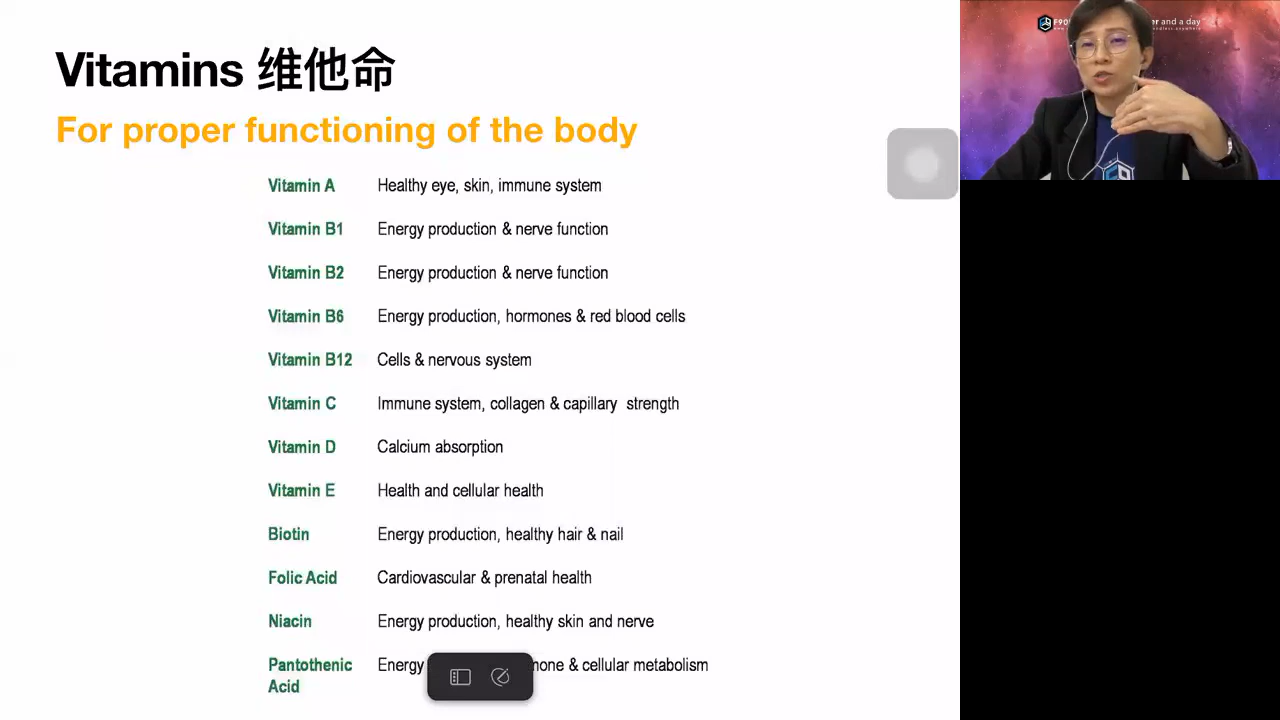 Vitamins 维他命
For proper functioning of the body
Vitamin A Healthy eye, skin, immune system
Vitamin B1 Energy production & nerve function
Vitamin B2 Energy production & nerve function
Vitamin B6 Energy production, hormones & red blood cells
Vitamin B12 Cells & nervous system
Vitamin C Immune system, collagen & capillary strength
Vitamin D Calcium absorption
Vitamin E Health and cellular health
Biotin Energy production, healthy hair & nail
Folic Acid Cardiovascular & prenatal health
Niacin Energy production, healthy skin and nerve
Pantothenic Energy & cellular metabolism
Acid
and a day
F9